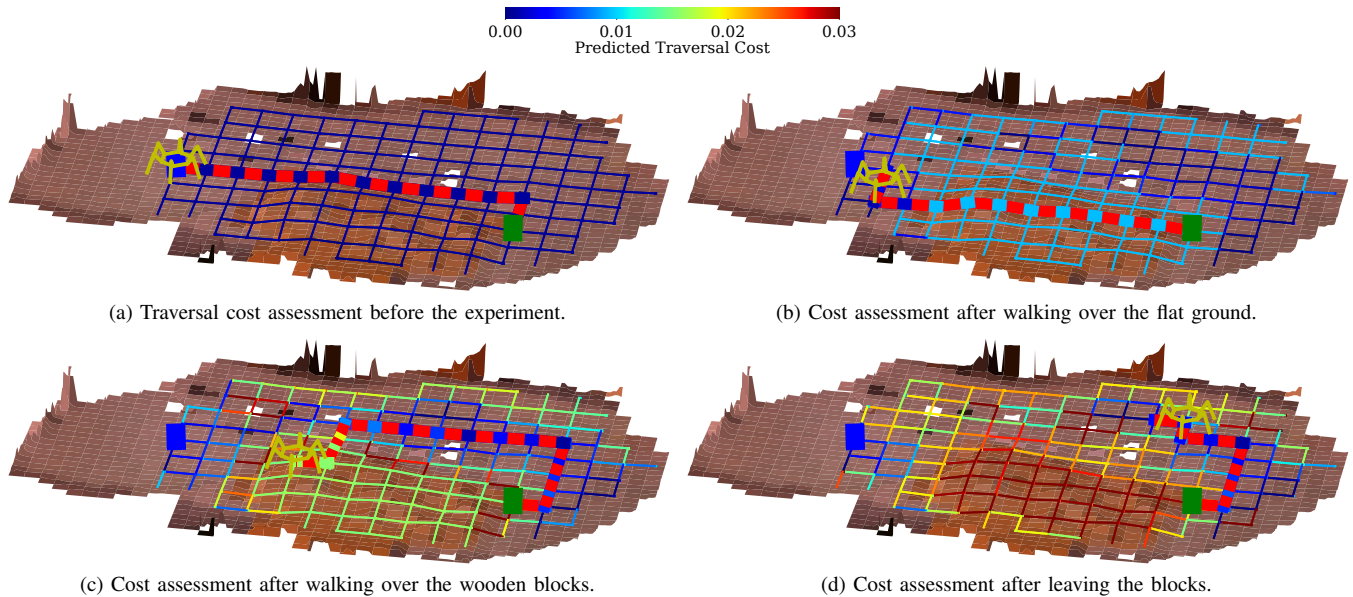 0.00 0.01 0.02 0.03
Predicted Traversal Cost
(a) Traversal cost assessment before the experiment.
(b) Cost assessment after walking over the flat ground.
(c) Cost assessment after walking over the wooden blocks.
(d) Cost assessment after leaving the blocks.